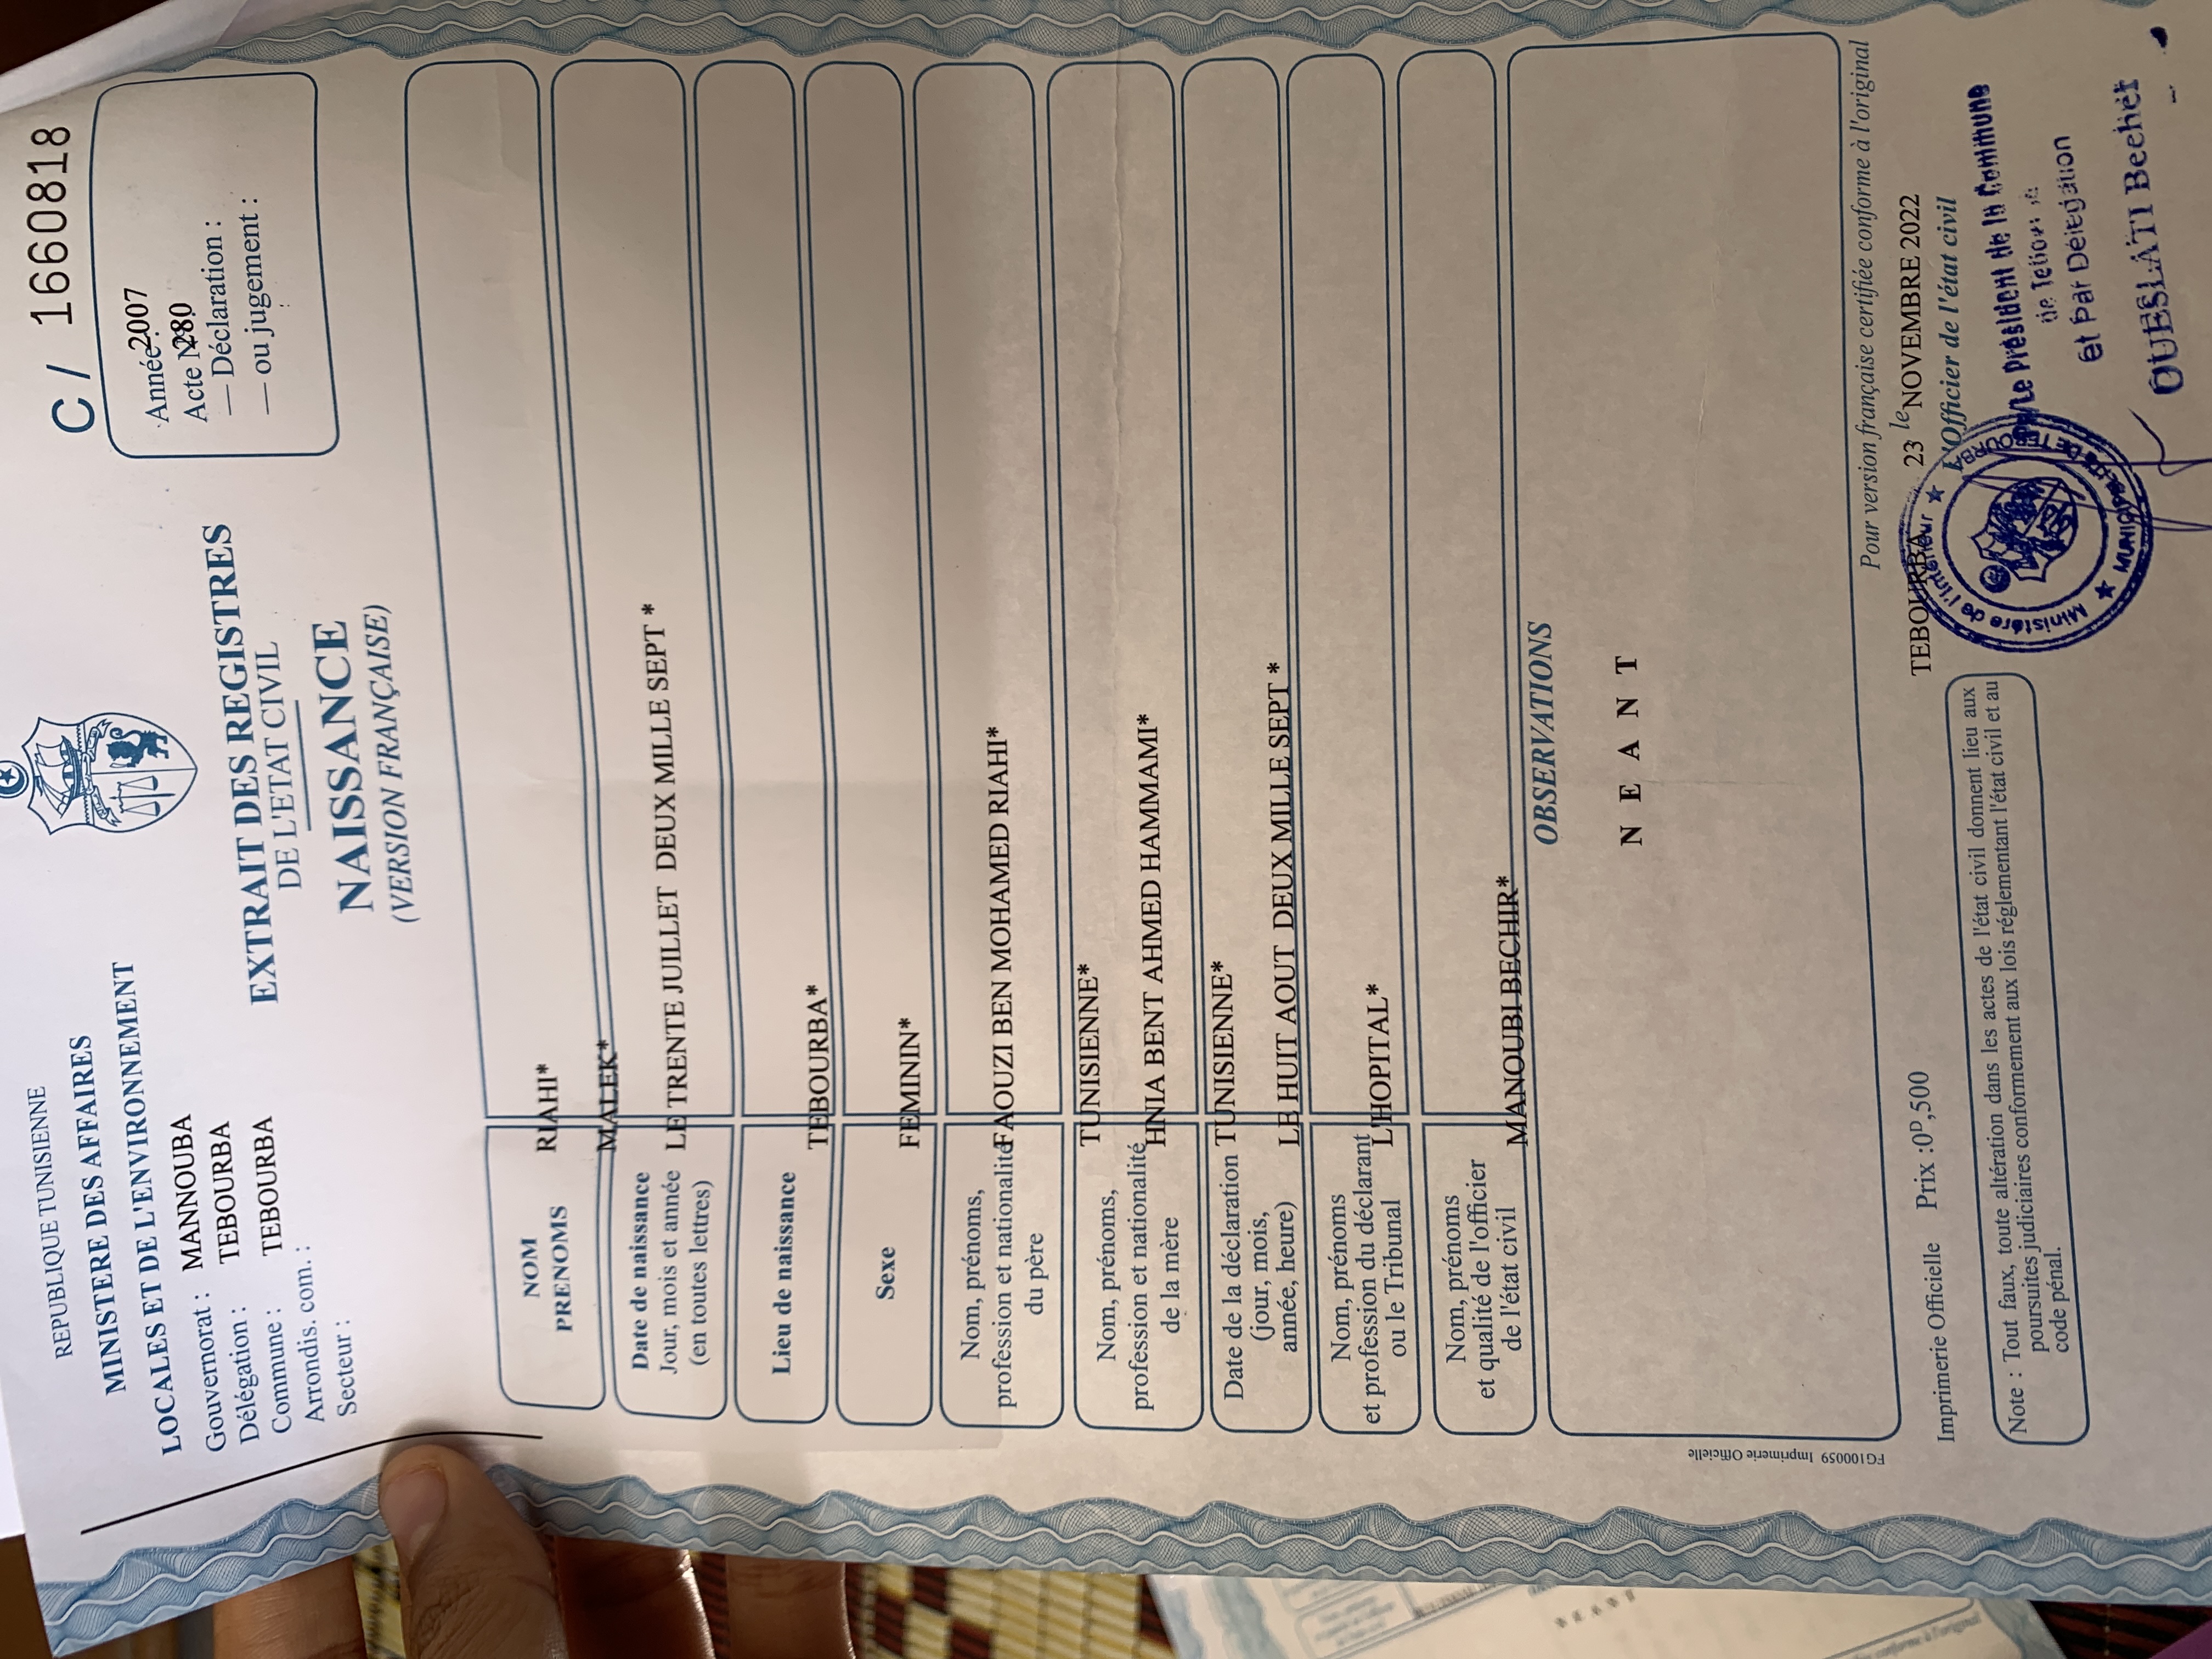 C / 1660818
REPUBLIQUE TUNISIENNE
MINISTERE DES AFFAIRES
LOCALES ET DE L'ENVIRONNEMENT
Gouvernorat : MANNOUBA
Délégation : TEBOURBA
Commune : TEBOURBA
Arrondis. com. :
Secteur :
Année : 2007
Acte N° 280
— Déclaration :
— ou jugement :
EXTRAIT DES REGISTRES
DE L'ETAT CIVIL
NAISSANCE
(VERSION FRANÇAISE)
NOM RIAHI*
PRENOMS MALEK*
Date de naissance
Jour, mois et année LE TRENTE JUILLET DEUX MILLE SEPT *
(en toutes lettres)
Lieu de naissance TEBOURBA*
Sexe FEMININ*
Nom, prénoms,
profession et nationalité FAOUZI BEN MOHAMED RIAHI*
du père
TUNISIENNE*
Nom, prénoms,
profession et nationalité HNIA BENT AHMED HAMMAMI*
de la mère
TUNISIENNE*
Date de la déclaration
(jour, mois,
année, heure) LE HUIT AOUT DEUX MILLE SEPT *
Nom, prénoms
et profession du déclarant L'HOPITAL*
ou le Tribunal
Nom, prénoms
et qualité de l'officier
de l'état civil MANOUBI BECHIR*
OBSERVATIONS
N E A N T
Pour version française certifiée conforme à l'original
TEBOURBA 23 le NOVEMBRE 2022
L'Officier de l'état civil
Le Président de la Commune
et Par Délégation
OUESLATI Bechir
Ministère de l'Intérieur ★
★ MUNICIPALITE DE TEBOURBA
FG100059 Imprimerie Officielle
Imprimerie Officielle Prix :0D,500
Note : Tout faux, toute altération dans les actes de l'état civil donnent lieu aux
poursuites judiciaires conformement aux lois réglementant l'état civil et au
code pénal.